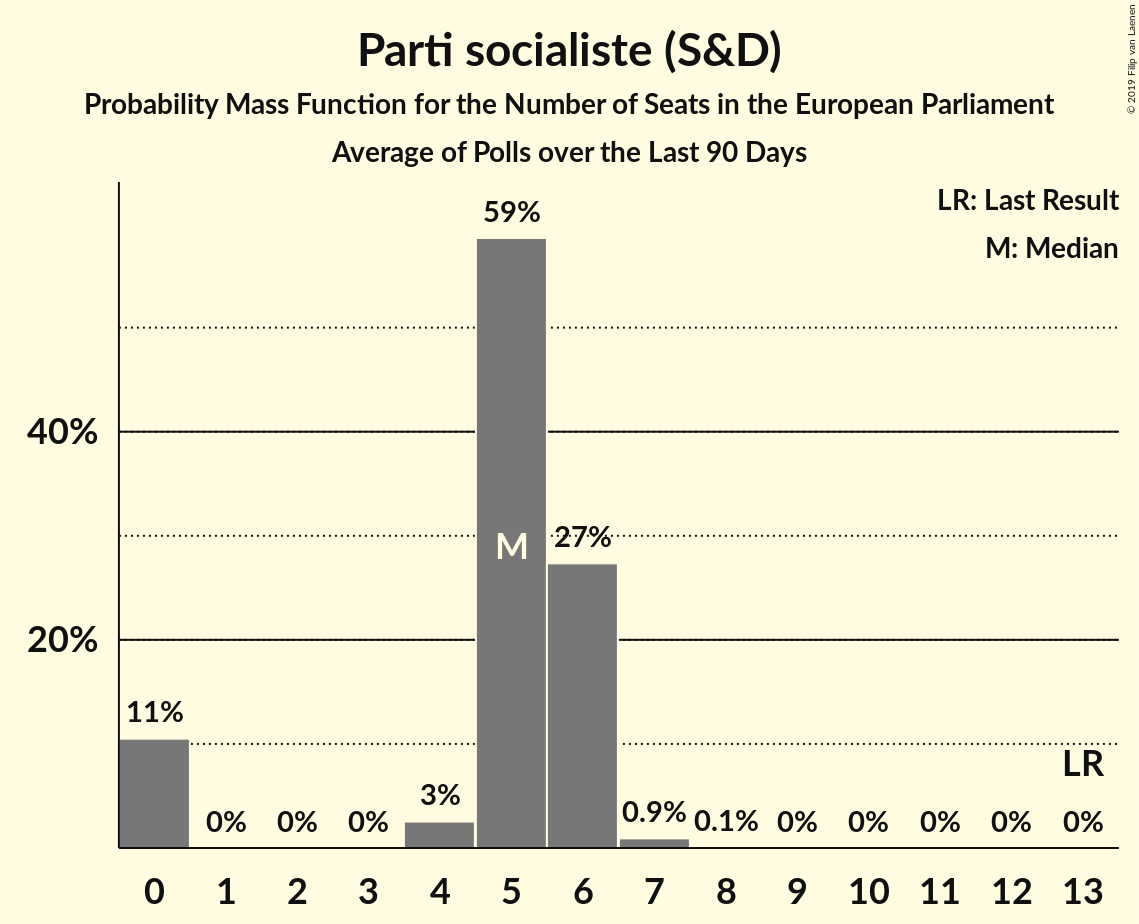 Parti socialiste (S&D)
Probability Mass Function for the Number of Seats in the European Parliament
Average of Polls over the Last 90 Days
© 2019 Filip van Laenen
LR: Last Result
M: Median
59%
40%
M
27%
20%
11%
LR
3%
0% 0% 0% 0.9% 0.1% 0% 0% 0% 0% 0%
0 1 2 3 4 5 6 7 8 9 10 11 12 13